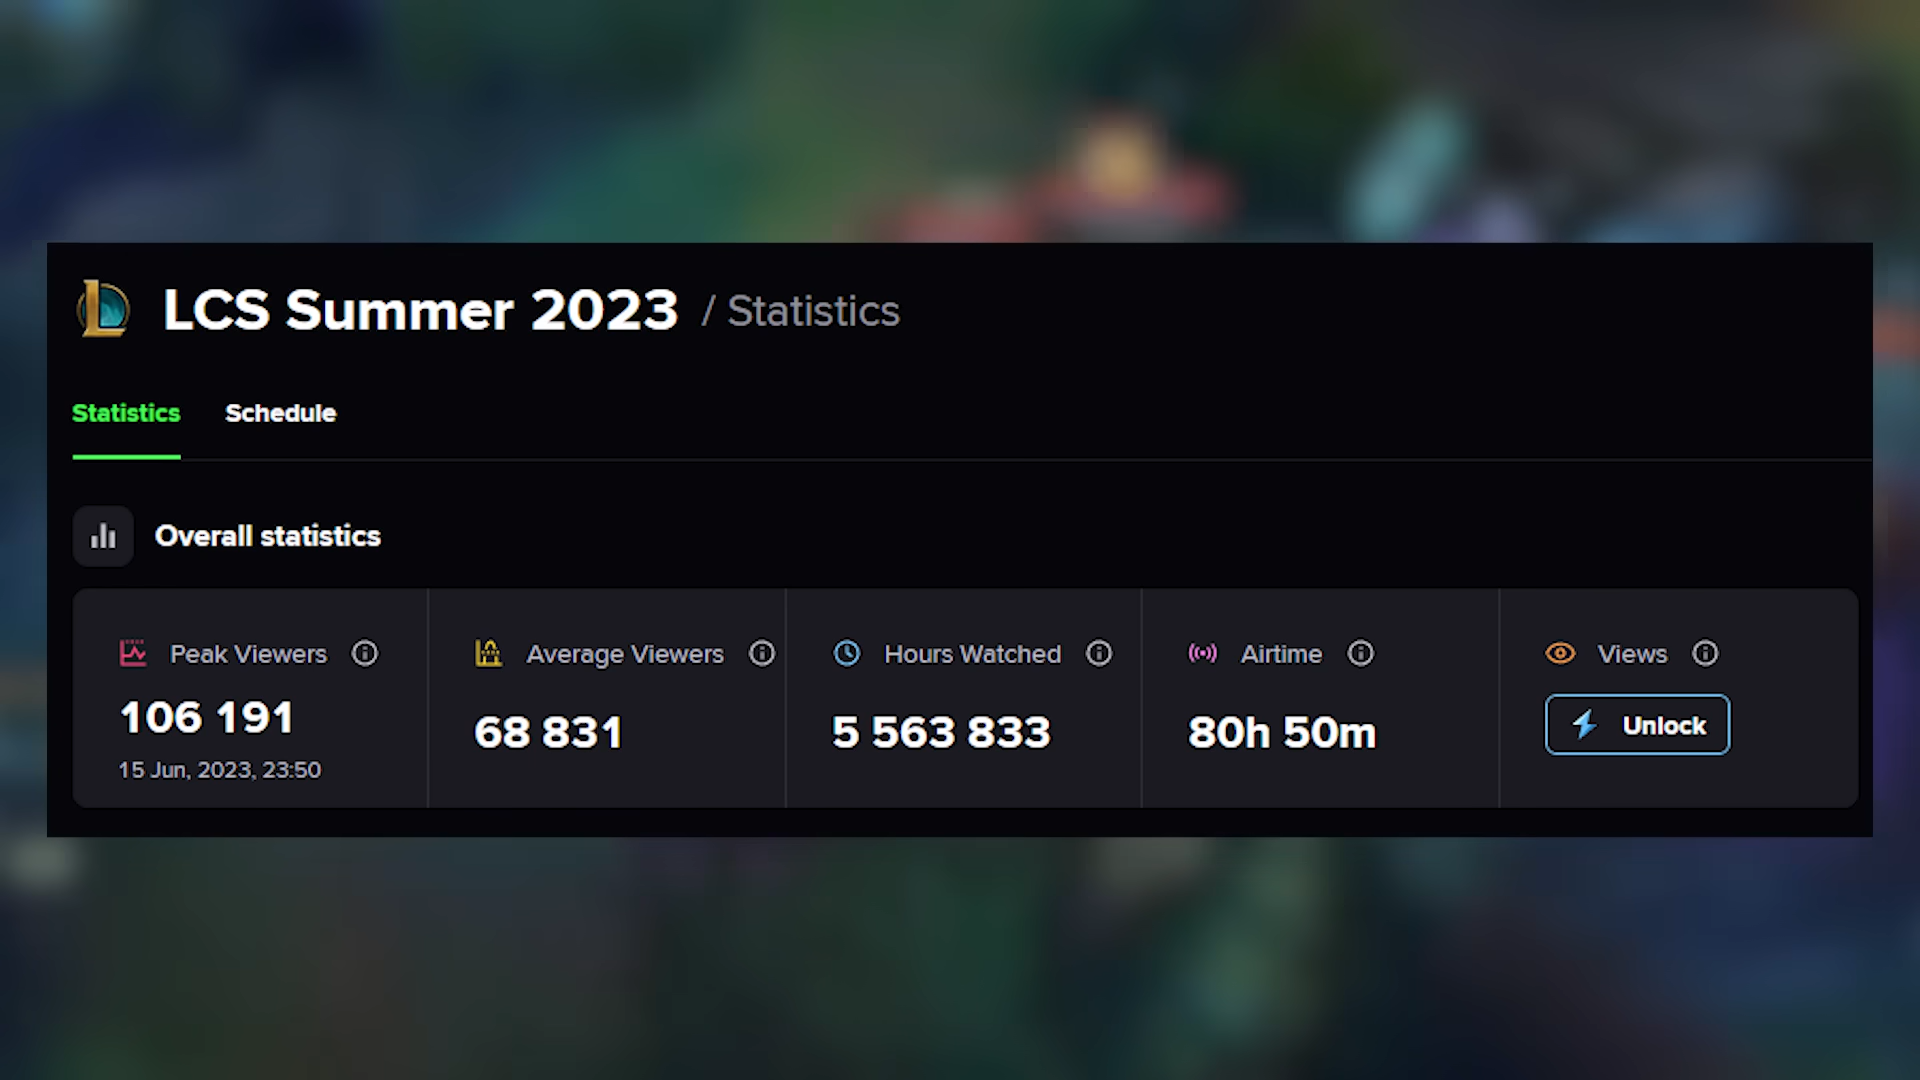 LCS Summer 2023 / Statistics
Statistics Schedule
Overall statistics
Peak Viewers Average Viewers Hours Watched Airtime Views
106 191 68 831 5 563 833 80h 50m Unlock
15 Jun, 2023, 23:50